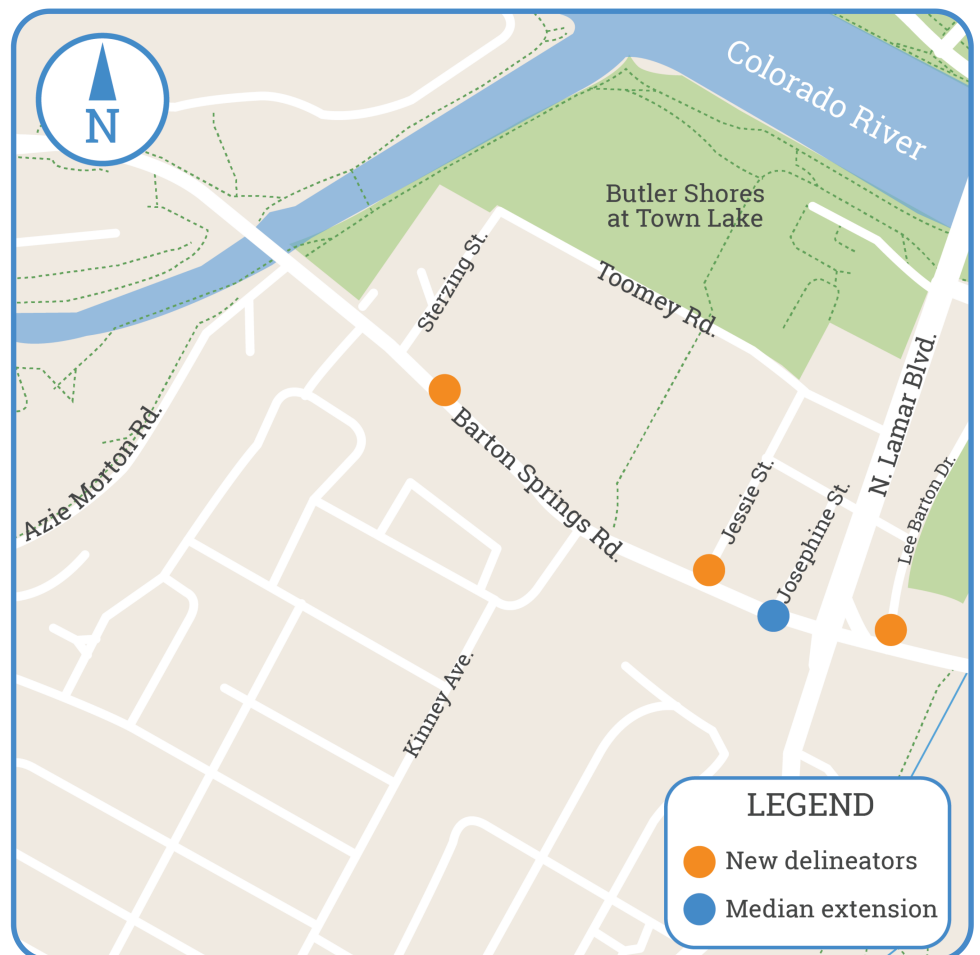 N
Colorado River
Butler Shores
at Town Lake
Sterzing St.
Toomey Rd.
N. Lamar Blvd.
Azie Morton Rd.
Barton Springs Rd.
Jessie St.
Josephine St.
Lee Barton Dr.
Kinney Ave.
LEGEND
New delineators
Median extension